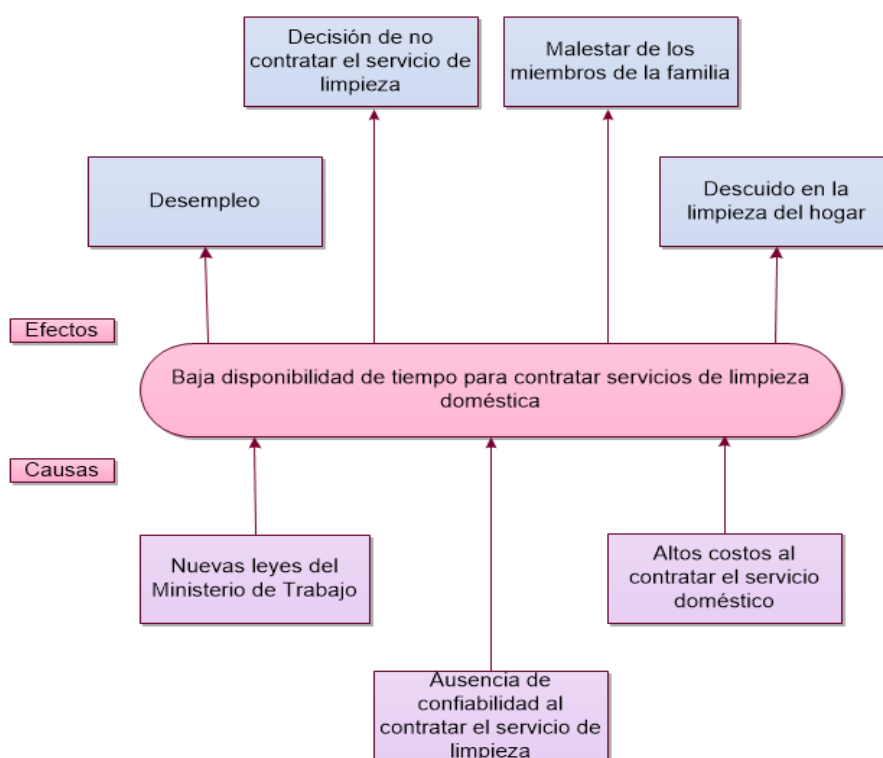 Decisión de no
contratar el servicio de
limpieza
Malestar de los
miembros de la familia
Desempleo
Descuido en la
limpieza del hogar
Efectos
Baja disponibilidad de tiempo para contratar servicios de limpieza
doméstica
Causas
Nuevas leyes del
Ministerio de Trabajo
Altos costos al
contratar el servicio
doméstico
Ausencia de
confiabilidad al
contratar el servicio de
limpieza